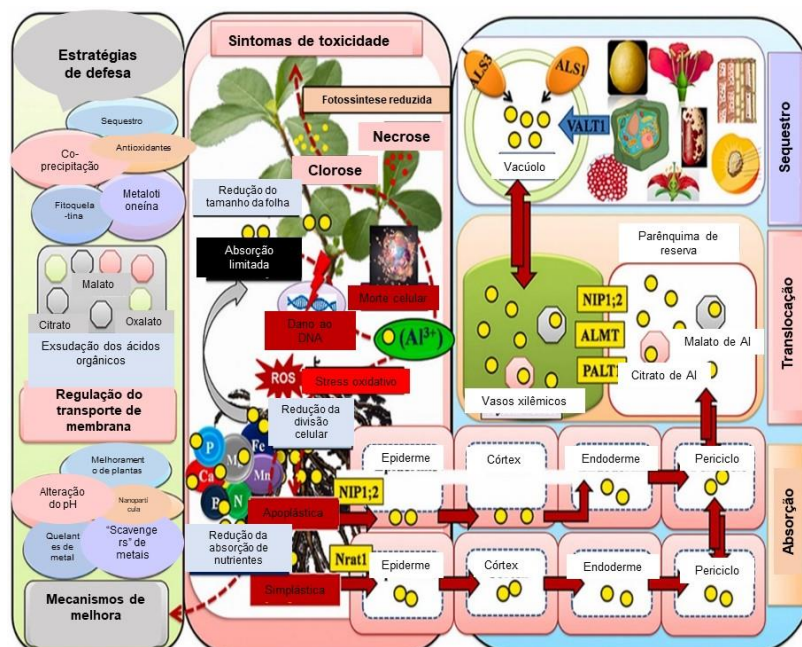 Estratégias
de defesa
Sequestro
Antioxidantes
Co-
precipitação
Metaloti
oneína
Fitoquela
-tina
Malato
Citrato
Oxalato
Exsudação dos ácidos
orgânicos
Regulação do
transporte de
membrana
Melhorament
o de plantas
Alteração
do pH
Nanopartí
cula
Quelant
es de metal
“Scavenge
rs” de
metais
Mecanismos de
melhora
Sintomas de toxicidade
Fotossíntese reduzida
Necrose
Clorose
Redução do
tamanho da folha
Absorção
limitada
Morte celular
Dano ao
DNA
(Al³⁺)
ROS
Stress oxidativo
Redução da
divisão celular
P
Fe
Ca
Mn
N
Apoplástica
Redução da
absorção de
nutrientes
Simplástica
NIP1;2
Nrat1
Epiderme
Córtex
Endoderme
Periciclo
Epiderme
Córtex
Endoderme
Periciclo
ALS3
ALS1
VALT1
Vacúolo
Sequestro
Parênquima de
reserva
NIP1;2
ALMT
PALT1
Malato de Al
Citrato de Al
Vasos xilêmicos
Translocação
Absorção